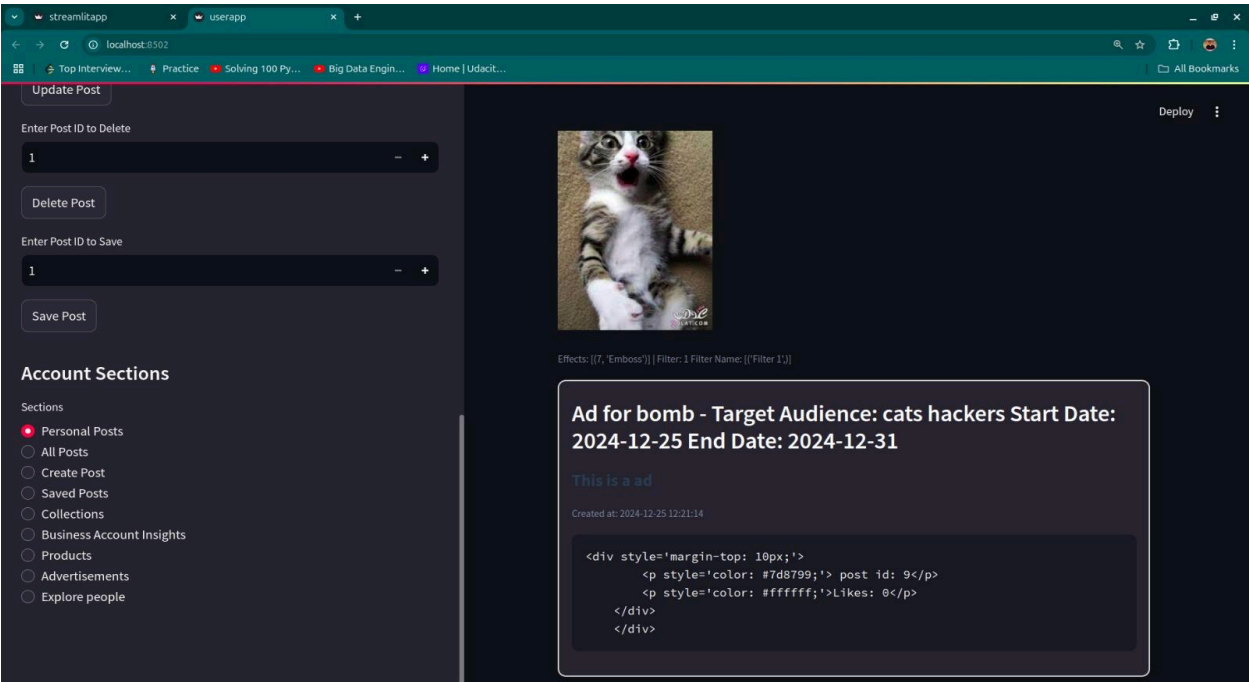 streamlitapp
userapp
localhost:8502
Top Interview...
Practice
Solving 100 Py...
Big Data Engin...
Home | Udacit...
All Bookmarks
Update Post
Enter Post ID to Delete
1
Delete Post
Enter Post ID to Save
1
Save Post
Account Sections
Sections
Personal Posts
All Posts
Create Post
Saved Posts
Collections
Business Account Insights
Products
Advertisements
Explore people
Deploy
Effects: [(7, 'Emboss')] | Filter: 1 Filter Name: [('Filter 1',)]
Ad for bomb - Target Audience: cats hackers Start Date:
2024-12-25 End Date: 2024-12-31
This is a ad
Created at: 2024-12-25 12:21:14
<div style='margin-top: 10px;'>
<p style='color: #7d8799;'> post id: 9</p>
<p style='color: #ffffff;'>Likes: 0</p>
</div>
</div>